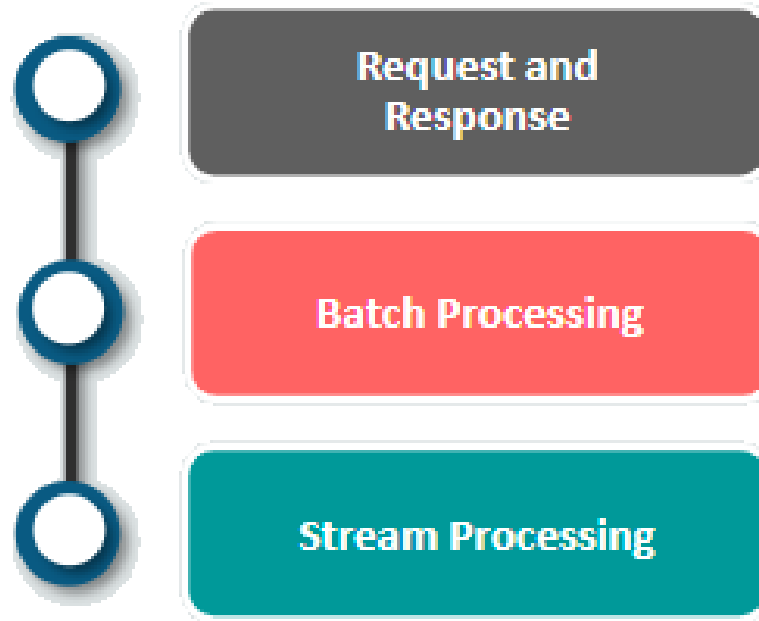 Request and
Response
Batch Processing
Stream Processing